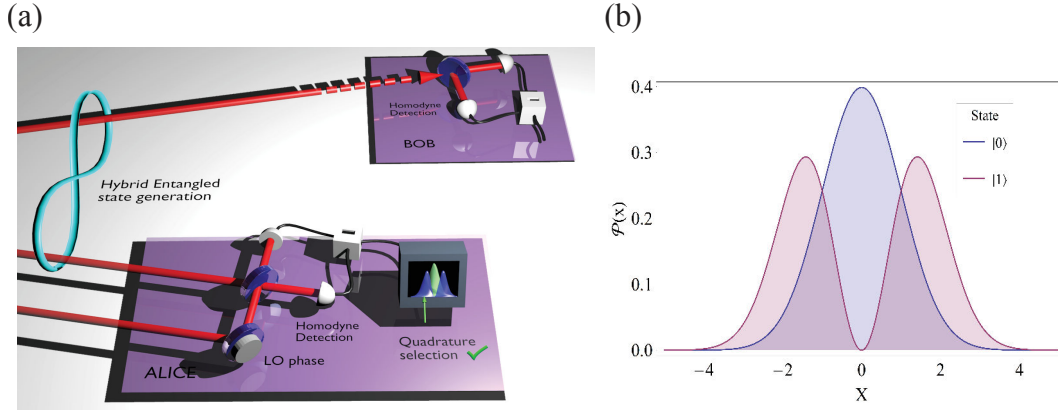 (a)
Homodyne
Detection
BOB
Hybrid Entangled
state generation
Homodyne
Detection
LO phase
ALICE
Quadrature
selection
(b)
0.4
0.3
0.2
0.1
0.0
𝒫(x)
State
|0⟩
|1⟩
−4
−2
0
2
4
X